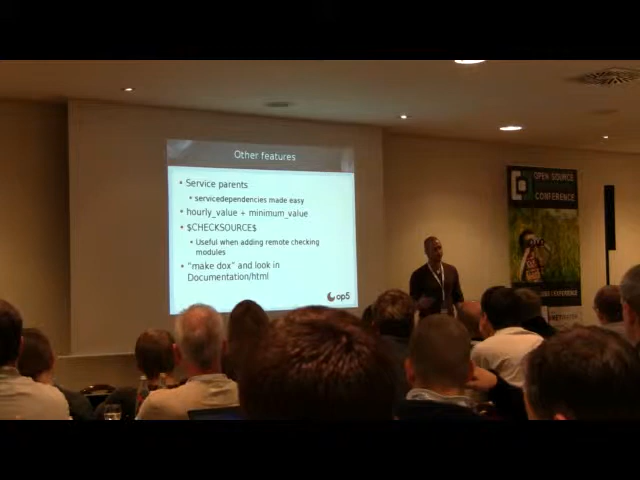 Other features
• Service parents
• servicedependencies made easy
• hourly_value + minimum_value
• $CHECKSOURCE$
• Useful when adding remote checking
modules
• "make dox" and look in
Documentation/html
op5
OPEN SOURCE
CONFERENCE